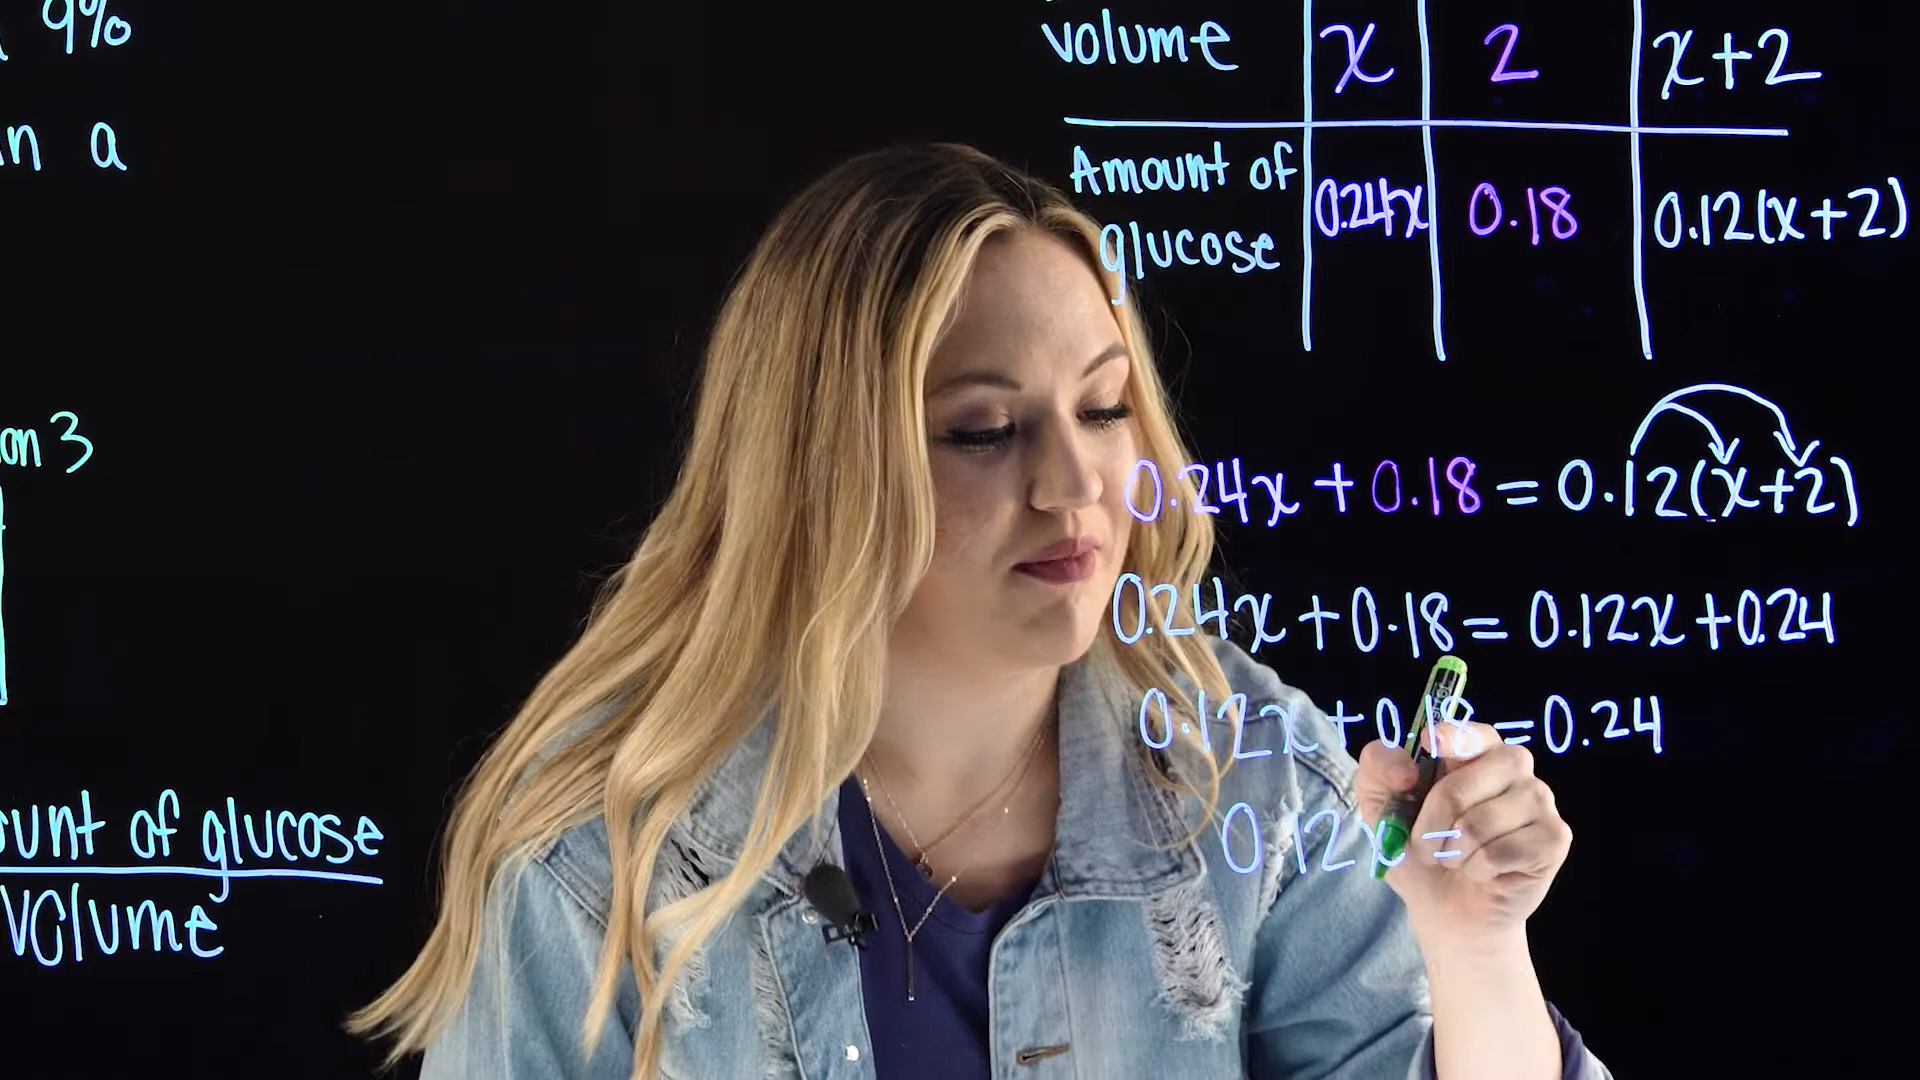 9%
in a
on 3
ount of glucose
volume
volume x 2 x+2
Amount of glucose 0.24x 0.18 0.12(x+2)
0.24x + 0.18 = 0.12(x+2)
0.24x + 0.18 = 0.12x + 0.24
0.12x + 0.18 = 0.24
0.12x =